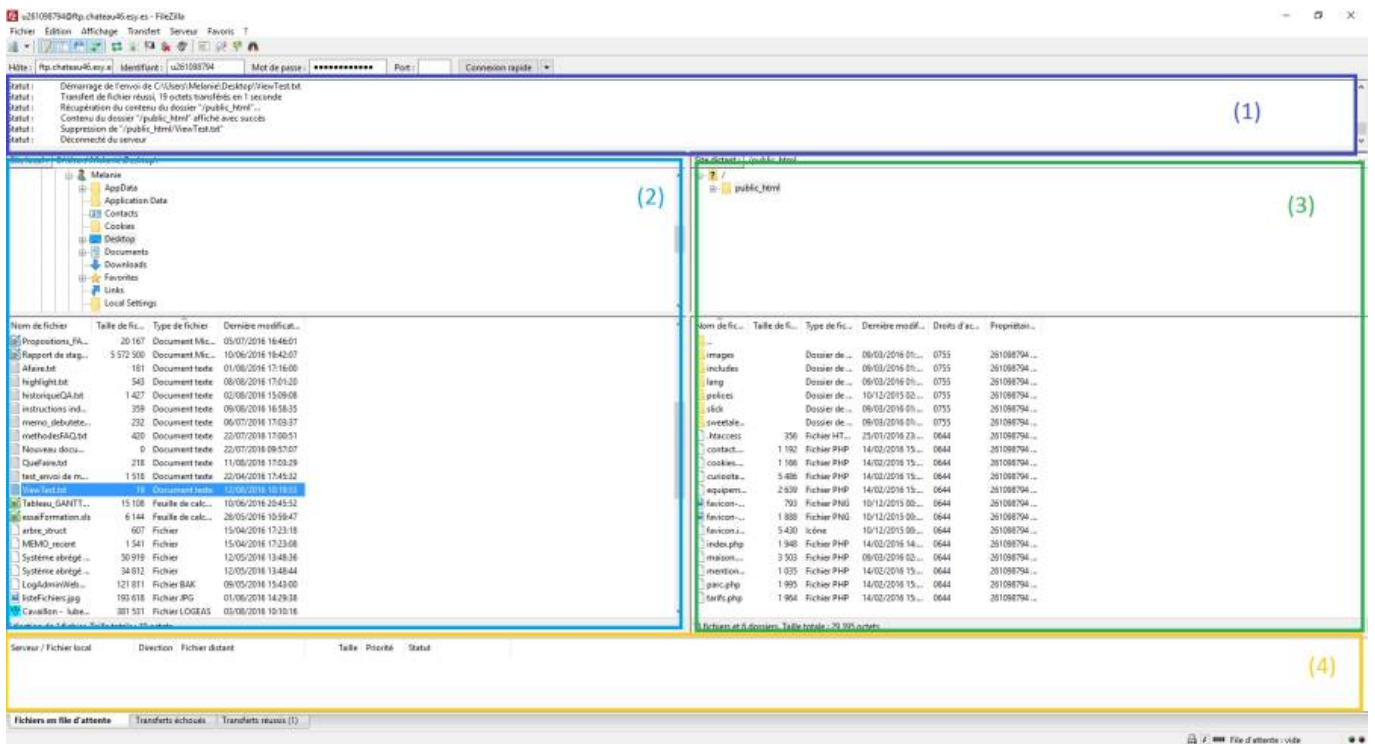 u261098794@ftp.chateau46.esy.es - FileZilla
Fichier Edition Affichage Transfert Serveur Favoris ?
Hôte : ftp.chateau46.esy.e Identifiant : u261098794 Mot de passe : •••••••••••• Port : Connexion rapide
Statut : Démarrage de l'envoi de C:\Users\Melanie\Desktop\ViewTest.txt
Statut : Transfert de fichier réussi, 19 octets transférés en 1 seconde
Statut : Récupération du contenu du dossier "/public_html"...
Statut : Contenu du dossier "/public_html" affiché avec succès
Statut : Suppression de "/public_html/ViewTest.txt"
Statut : Déconnecté du serveur
(1)
Site distant : /public_html
(2)
Melanie
AppData
Application Data
Contacts
Cookies
Desktop
Documents
Downloads
Favorites
Links
Local Settings
(3)
/
public_html
Nom de fichier Taille de fic... Type de fichier Dernière modificat...
Propositions_FA... 20 167 Document Mic... 05/07/2016 16:46:01
Rapport de stag... 5 572 500 Document Mic... 10/06/2016 19:42:07
Afaire.txt 181 Document texte 01/08/2016 17:16:00
highlight.txt 543 Document texte 08/08/2016 17:01:20
historiqueQA.txt 1 427 Document texte 02/08/2016 15:09:08
instructions ind... 359 Document texte 09/08/2016 16:58:35
memo_debutete... 232 Document texte 06/07/2016 17:03:37
methodesFAQ.txt 420 Document texte 22/07/2016 17:00:51
Nouveau docu... 0 Document texte 22/07/2016 09:57:07
QueFaire.txt 218 Document texte 11/08/2016 17:03:29
test_envoi de m... 1 518 Document texte 22/04/2016 17:45:32
ViewTest.txt 19 Document texte 12/08/2016 10:19:33
Tableau_GANTT... 15 108 Feuille de calc... 10/06/2016 20:45:52
essaiFormation.xls 6 144 Feuille de calc... 28/05/2016 10:59:47
arbre_struct 607 Fichier 15/04/2016 17:23:18
MEMO_recent 1 541 Fichier 15/04/2016 17:23:08
Système abrégé ... 50 919 Fichier 12/05/2016 13:48:36
Système abrégé ... 34 812 Fichier 12/05/2016 13:48:44
LogAdminWeb... 121 811 Fichier BAK 09/05/2016 15:43:00
listeFichiers.jpg 193 618 Fichier JPG 01/06/2016 14:29:38
Cavaillon - lube... 381 531 Fichier LOGEAS 03/08/2016 10:10:16
Nom de fic... Taille de fi... Type de fic... Dernière modif... Droits d'ac... Propriétair...
..
images Dossier de ... 09/03/2016 01:... 0755 261098794 ...
includes Dossier de ... 09/03/2016 01:... 0755 261098794 ...
lang Dossier de ... 09/03/2016 01:... 0755 261098794 ...
polices Dossier de ... 10/12/2015 02:... 0755 261098794 ...
slick Dossier de ... 09/03/2016 01:... 0755 261098794 ...
sweetale... Dossier de ... 09/03/2016 01:... 0755 261098794 ...
.htaccess 356 Fichier HT... 25/01/2016 23:... 0644 261098794 ...
contact.... 1 192 Fichier PHP 14/02/2016 15:... 0644 261098794 ...
cookies.... 1 166 Fichier PHP 14/02/2016 15:... 0644 261098794 ...
curiosite... 5 486 Fichier PHP 14/02/2016 15:... 0644 261098794 ...
equipem... 2 639 Fichier PHP 14/02/2016 15:... 0644 261098794 ...
favicon-... 793 Fichier PNG 10/12/2015 00:... 0644 261098794 ...
favicon-... 1 888 Fichier PNG 10/12/2015 00:... 0644 261098794 ...
favicon.i... 5 430 Icône 10/12/2015 00:... 0644 261098794 ...
index.php 1 948 Fichier PHP 14/02/2016 14:... 0644 261098794 ...
maison.... 3 503 Fichier PHP 09/03/2016 02:... 0644 261098794 ...
mention... 1 035 Fichier PHP 14/02/2016 15:... 0644 261098794 ...
parc.php 1 995 Fichier PHP 14/02/2016 15:... 0644 261098794 ...
tarifs.php 1 964 Fichier PHP 14/02/2016 15:... 0644 261098794 ...
fichiers et 6 dossiers. Taille totale : 29 395 octets
Serveur / Fichier local Direction Fichier distant Taille Priorité Statut
(4)
Fichiers en file d'attente Transferts échoués Transferts réussis (1)
File d'attente : vide